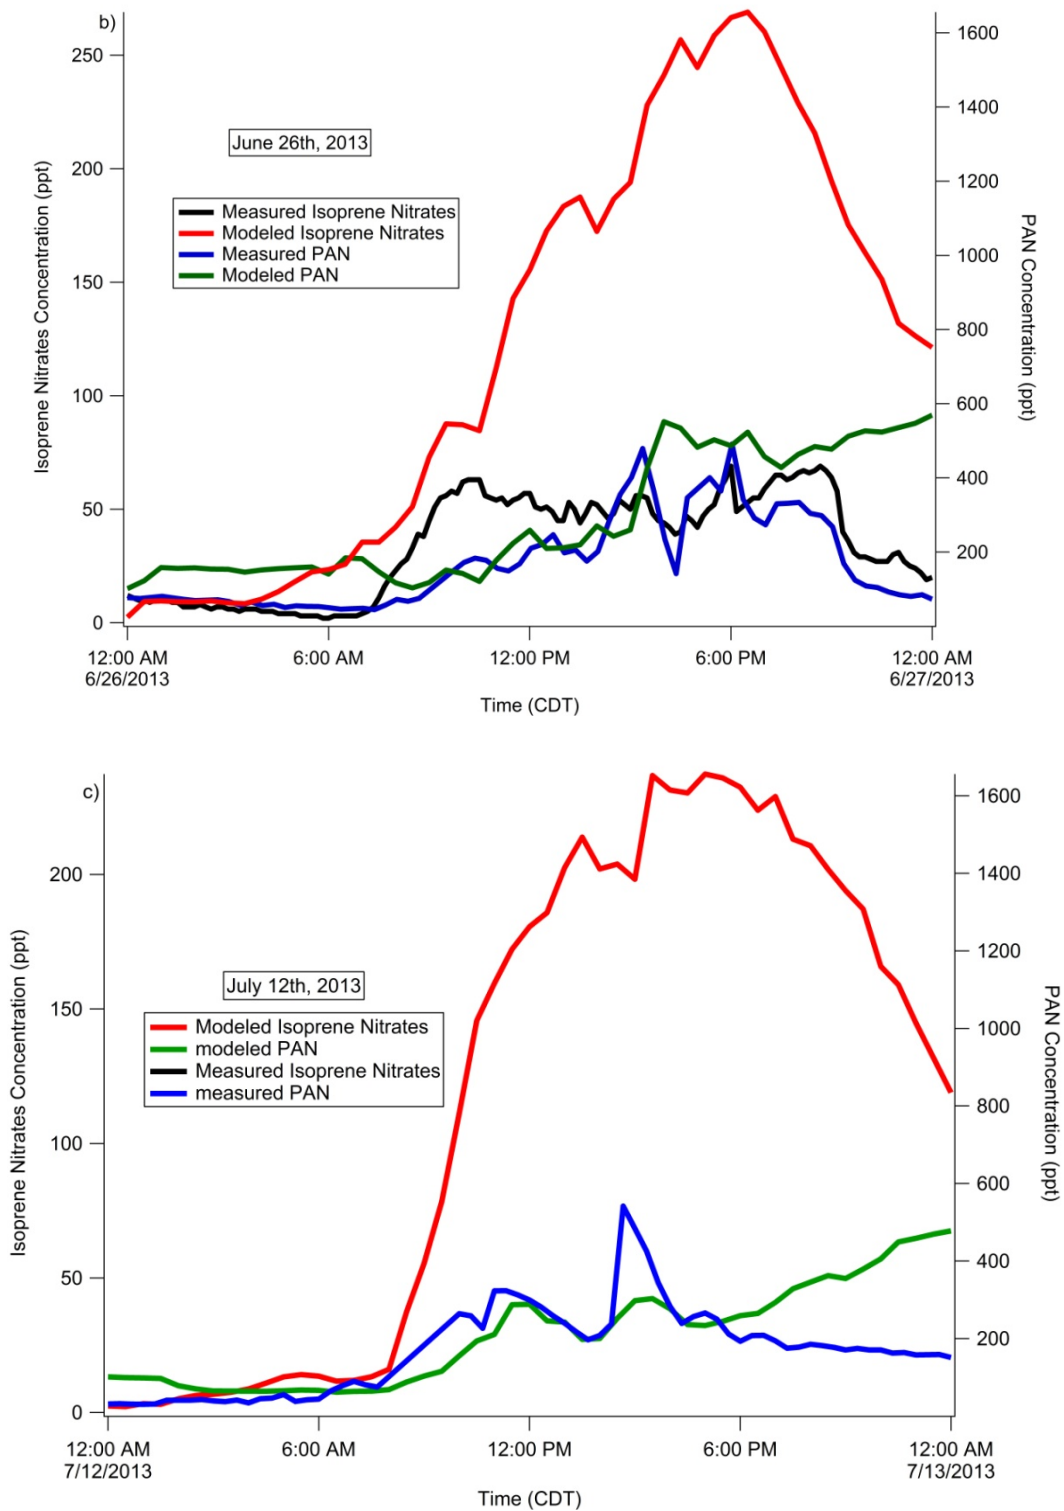 b)
250
200
150
100
50
0
Isoprene Nitrates Concentration (ppt)
1600
1400
1200
1000
800
600
400
200
PAN Concentration (ppt)
June 26th, 2013
Measured Isoprene Nitrates
Modeled Isoprene Nitrates
Measured PAN
Modeled PAN
12:00 AM
6/26/2013
6:00 AM
12:00 PM
6:00 PM
12:00 AM
6/27/2013
Time (CDT)
c)
200
150
100
50
0
Isoprene Nitrates Concentration (ppt)
1600
1400
1200
1000
800
600
400
200
PAN Concentration (ppt)
July 12th, 2013
Modeled Isoprene Nitrates
modeled PAN
Measured Isoprene Nitrates
measured PAN
12:00 AM
7/12/2013
6:00 AM
12:00 PM
6:00 PM
12:00 AM
7/13/2013
Time (CDT)